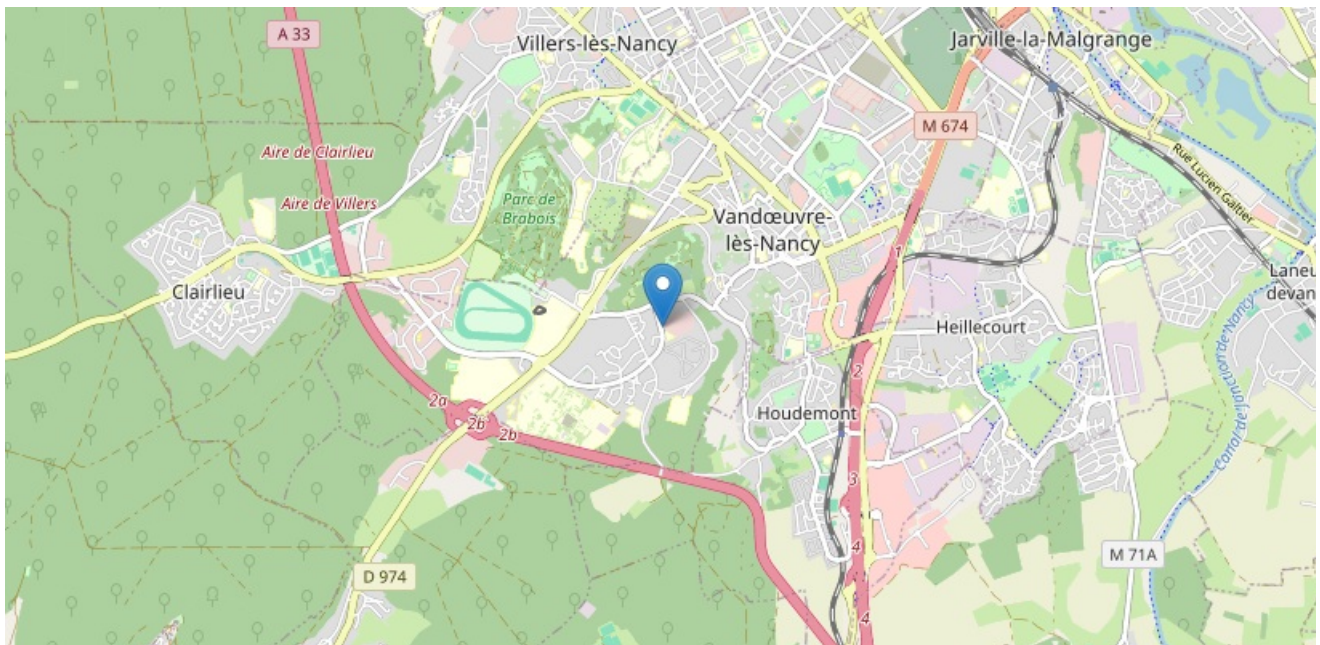 A 33
Villers-lès-Nancy
Jarville-la-Malgrange
M 674
Aire de Clairlieu
Rue Lucien Galtier
Aire de Villers
Parc de
Brabois
Vandœuvre-
lès-Nancy
1
Laneu
devan
Clairlieu
Heillecourt
Canal de jonction de Nancy
2
2a
2b
2b
Houdemont
3
4
M 71A
D 974
4